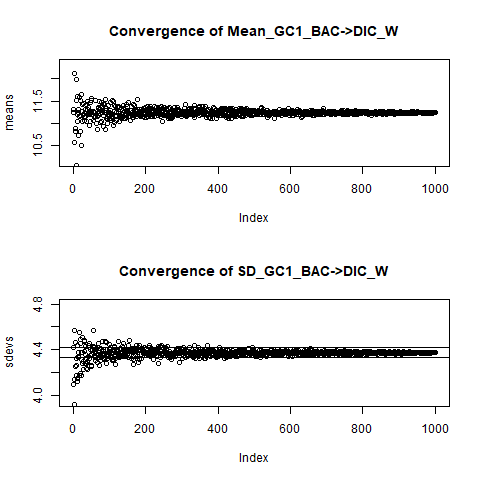 Convergence of Mean_GC1_BAC->DIC_W
means
11.5
10.5
0 200 400 600 800 1000
Index
Convergence of SD_GC1_BAC->DIC_W
sdevs
4.8
4.4
4.0
0 200 400 600 800 1000
Index